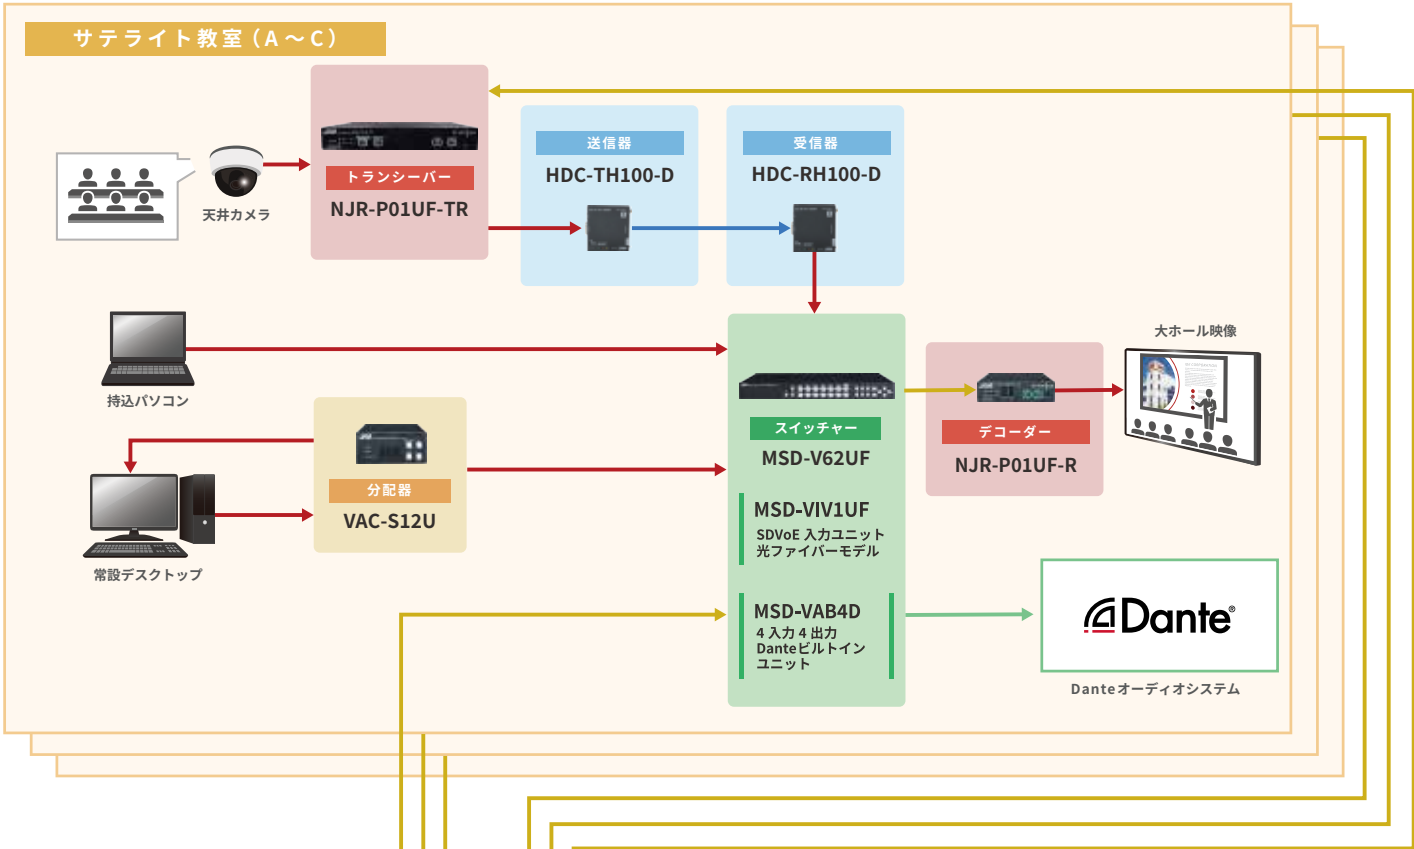 サテライト教室(A～C)
トランシーバー
NJR-P01UF-TR
天井カメラ
送信器
HDC-TH100-D
受信器
HDC-RH100-D
持込パソコン
常設デスクトップ
分配器
VAC-S12U
スイッチャー
MSD-V62UF
MSD-VIV1UF
SDVoE 入力ユニット
光ファイバーモデル
MSD-VAB4D
4 入力 4 出力
Danteビルトイン
ユニット
デコーダー
NJR-P01UF-R
大ホール映像
Dante®
Danteオーディオシステム